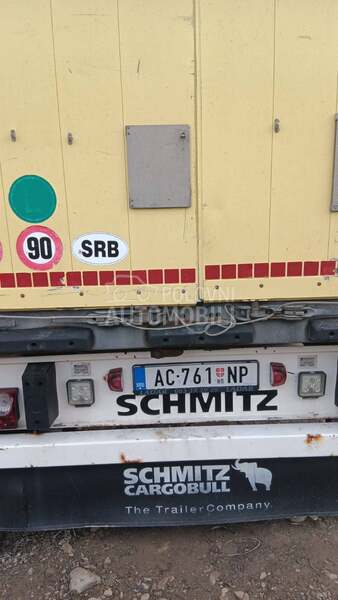 L
90
SRB
POLOVNI
AUTOMOBILI
AC·761 NP
SCHMITZ
SCHMITZ
CARGOBULL
The TrailerCompany.